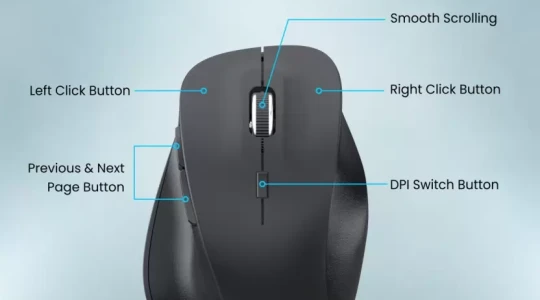 Smooth Scrolling
Left Click Button
Right Click Button
Previous & Next
Page Button
DPI Switch Button